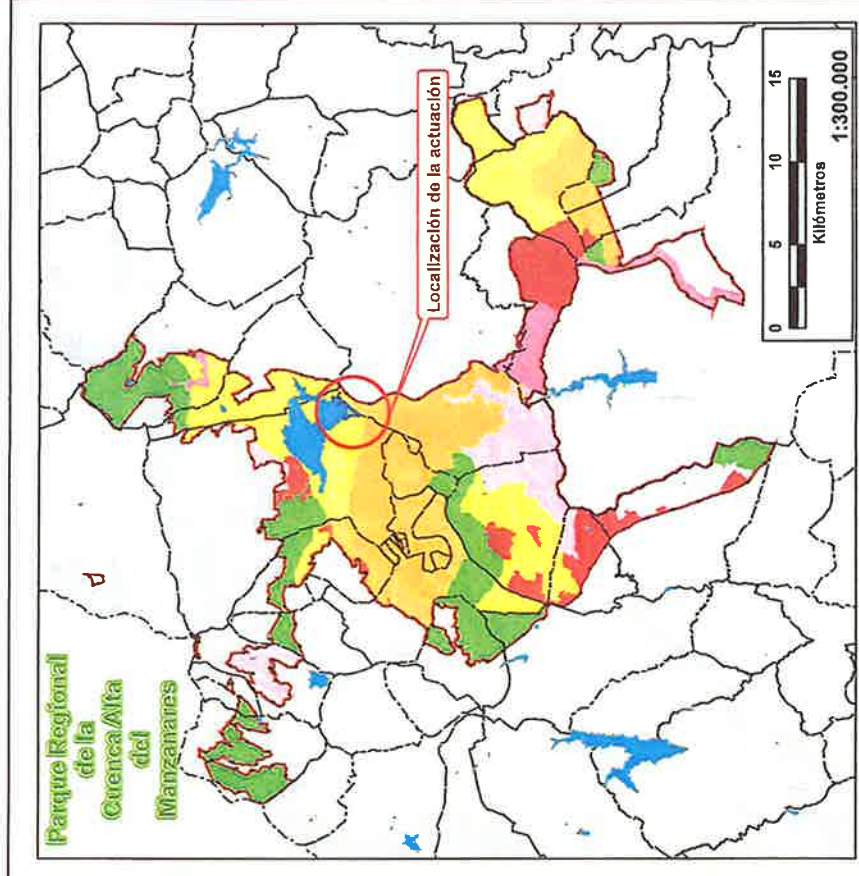 Parque Regional
de la
Cuenca Alta
del
Manzanares
Localización de la actuación
0 5 10 15
Kilómetros
1:300.000